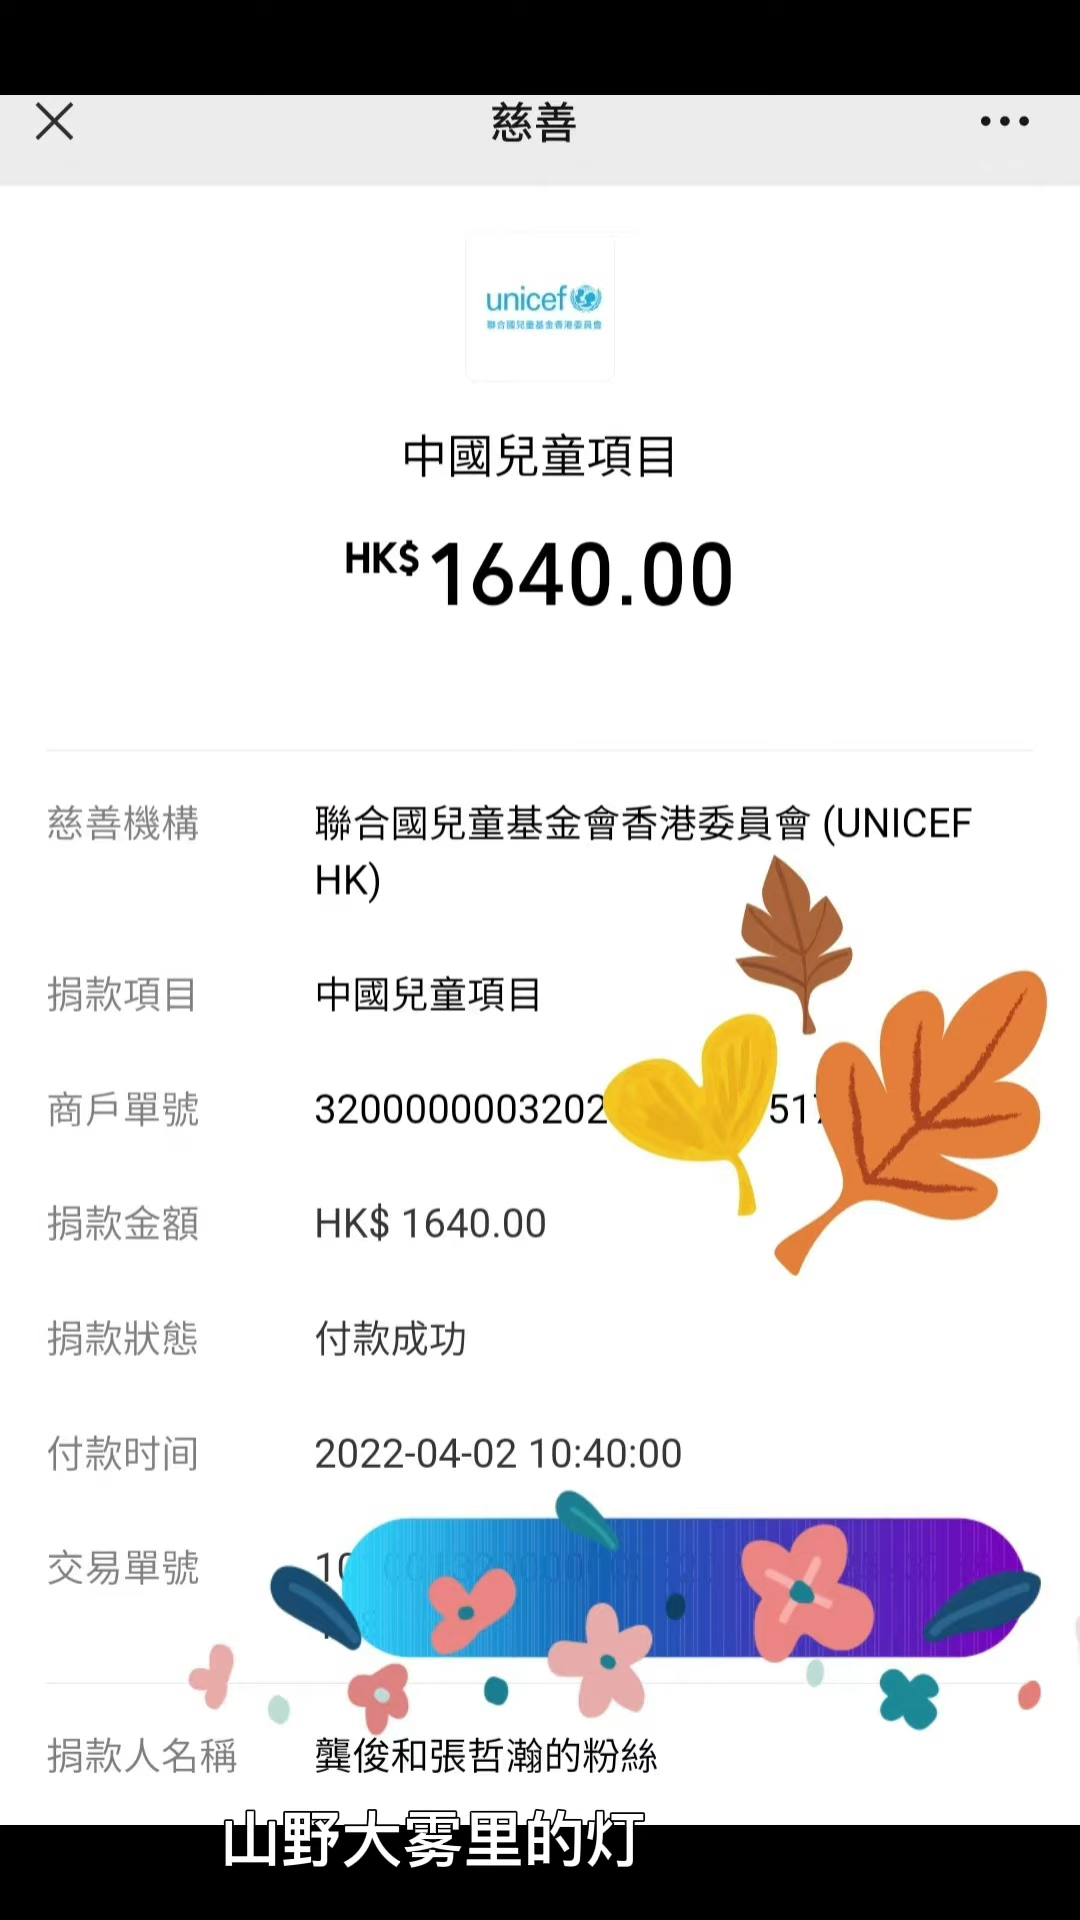 慈善
unicef
聯合國兒童基金香港委員會
中國兒童項目
HK$ 1640.00
慈善機構 聯合國兒童基金會香港委員會 (UNICEF
HK)
捐款項目 中國兒童項目
商戶單號 3200000003202 517
捐款金額 HK$ 1640.00
捐款狀態 付款成功
付款时间 2022-04-02 10:40:00
交易單號 10
捐款人名稱 龔俊和張哲瀚的粉絲
山野大雾里的灯